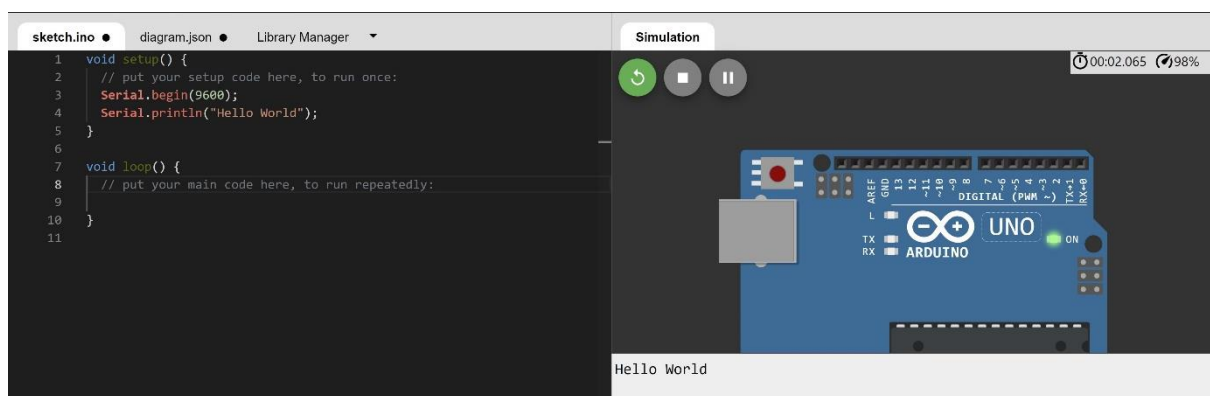 sketch.ino ● diagram.json ● Library Manager
1 void setup() {
2 // put your setup code here, to run once:
3 Serial.begin(9600);
4 Serial.println("Hello World");
5 }
6
7 void loop() {
8 // put your main code here, to run repeatedly:
9
10 }
11
Simulation
00:02.065 98%
AREF GND 13 12 ~11 ~10 ~9 8 7 ~6 ~5 4 ~3 2 TX→1 RX←0
DIGITAL (PWM ~)
L
UNO
TX
ON
RX ARDUINO
Hello World